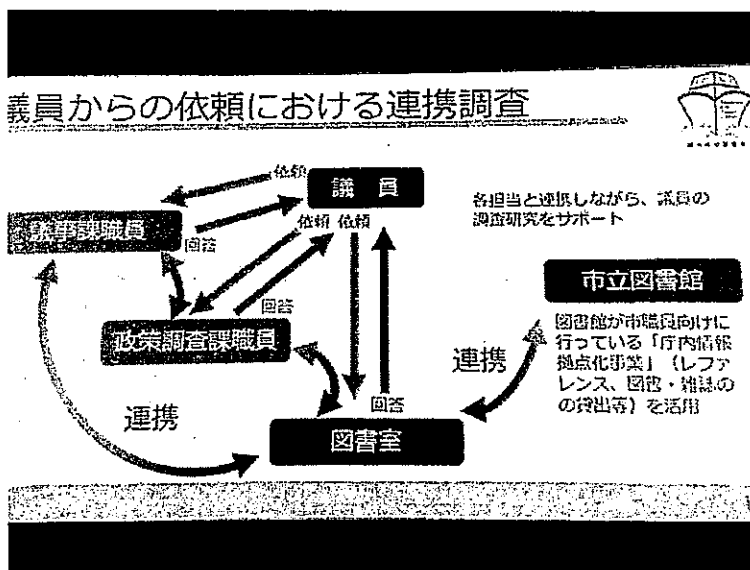 議員からの依頼における連携調査
依頼
議 員
各担当と連携しながら、議員の
調査研究をサポート
議事課職員
回答
依頼 依頼
市立図書館
回答
政策調査課職員
図書館が市職員向けに
行っている「庁内情報
拠点化事業」（レファ
レンス、図書・雑誌の
の貸出等）を活用
連携
連携
回答
図書室